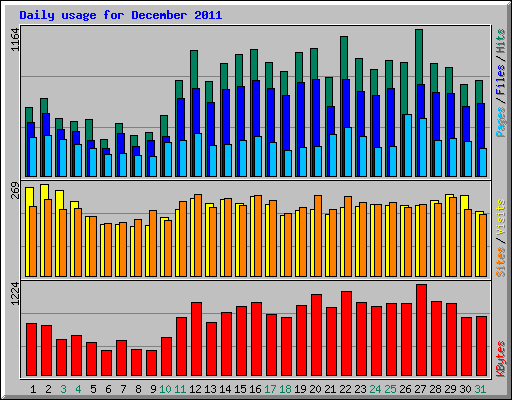 Daily usage for December 2011
1164
Pages / Files / Hits
269
Sites / Visits
1224
KBytes
1 2 3 4 5 6 7 8 9 10 11 12 13 14 15 16 17 18 19 20 21 22 23 24 25 26 27 28 29 30 31